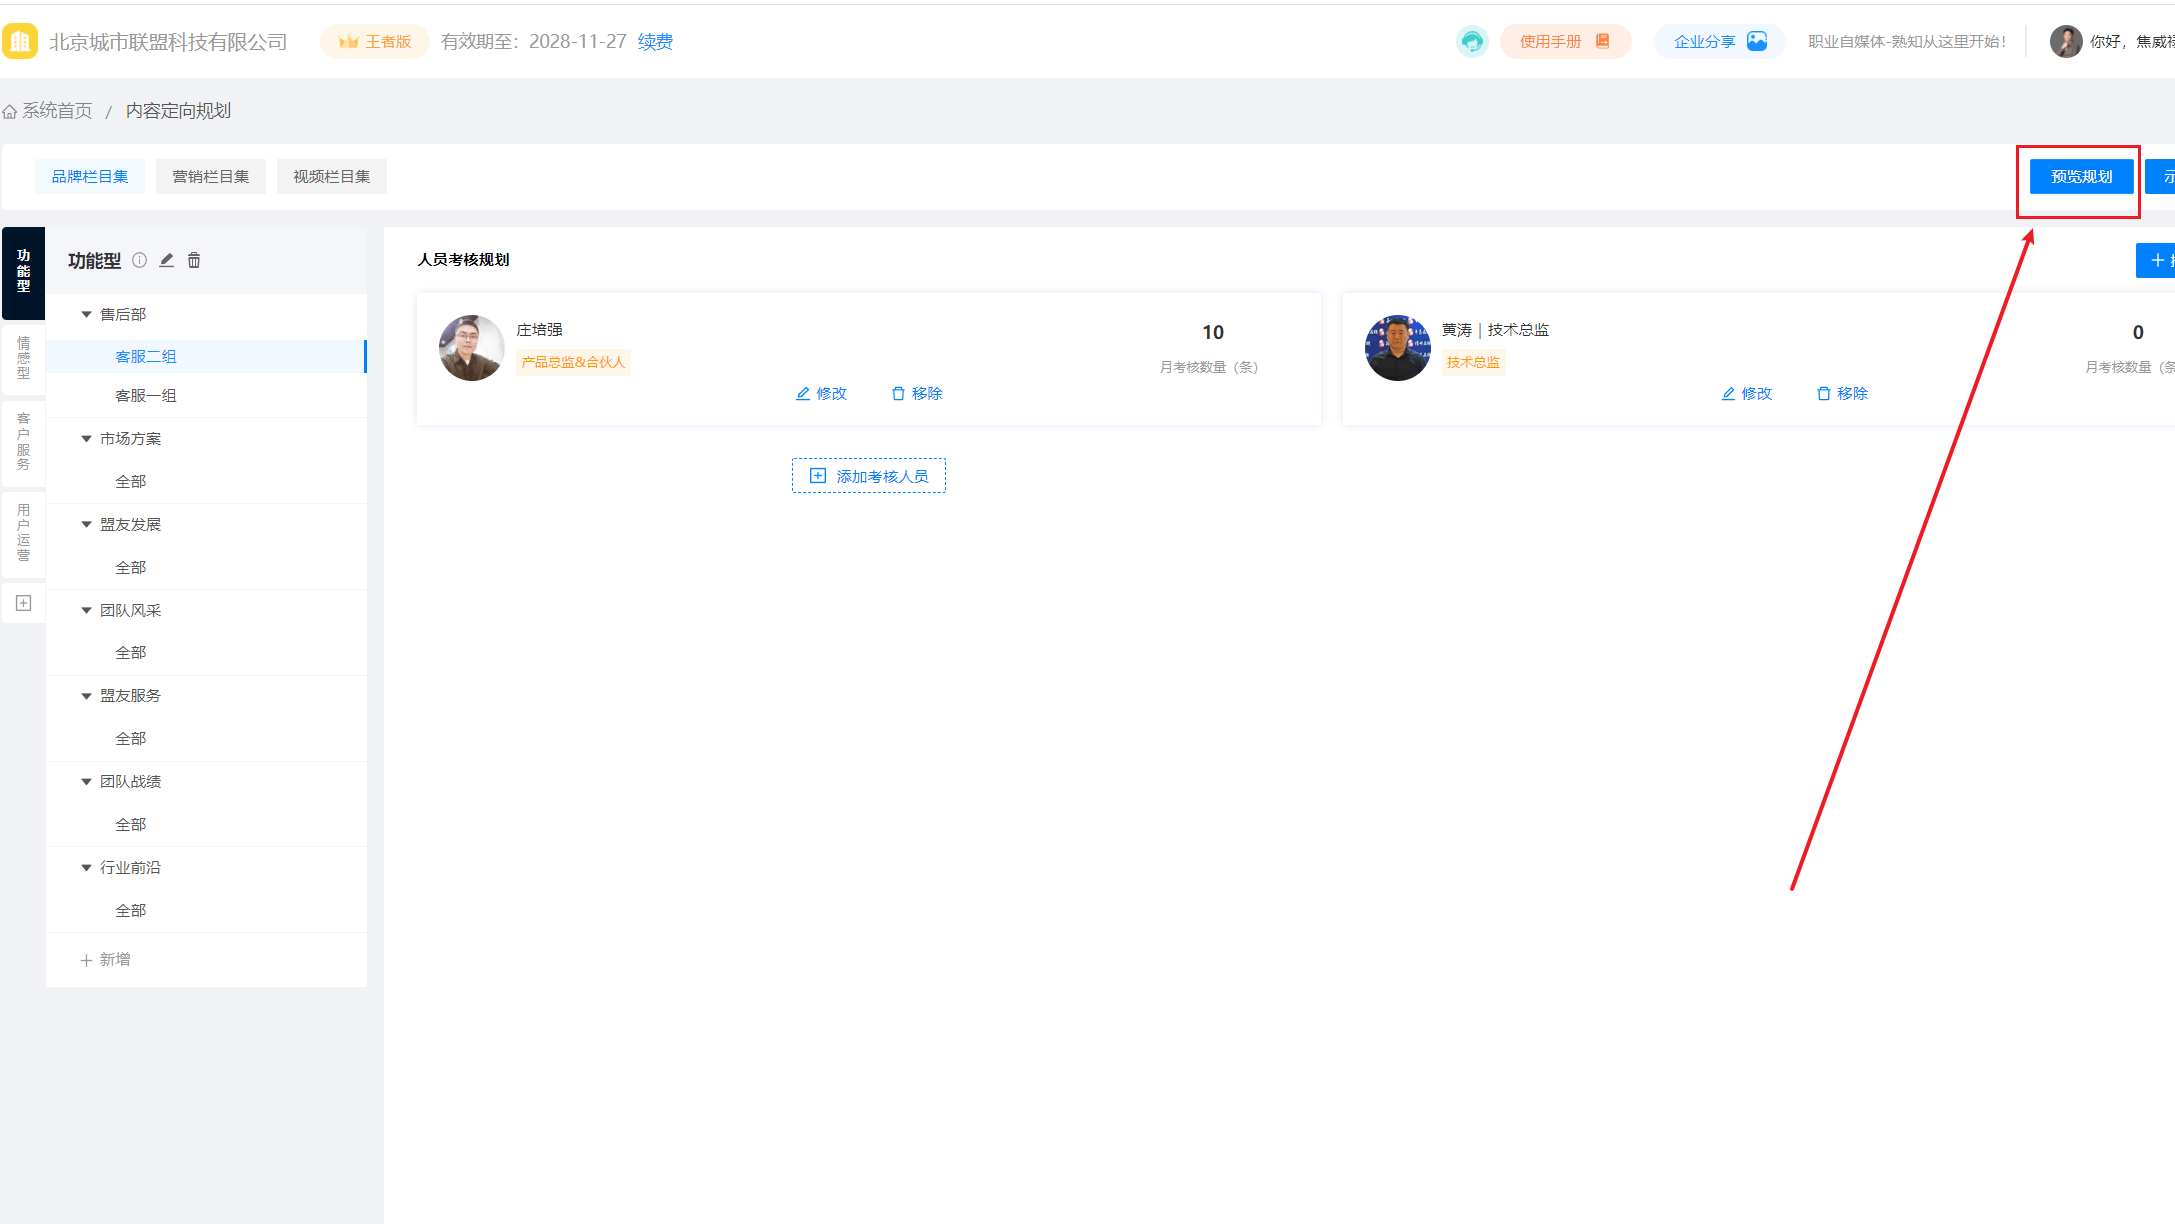 北京城市联盟科技有限公司 王者版 有效期至：2028-11-27 续费 使用手册 企业分享 职业自媒体-熟知从这里开始！ 你好，焦威
系统首页 / 内容定向规划
品牌栏目集 营销栏目集 视频栏目集 预览规划 示
功能型
情感型
客户服务
用户运营
功能型
售后部
客服二组
客服一组
市场方案
全部
盟友发展
全部
团队风采
全部
盟友服务
全部
团队战绩
全部
行业前沿
全部
新增
人员考核规划
庄培强
产品总监&合伙人
10
月考核数量（条）
修改 移除
黄涛｜技术总监
技术总监
0
月考核数量（条
修改 移除
添加考核人员